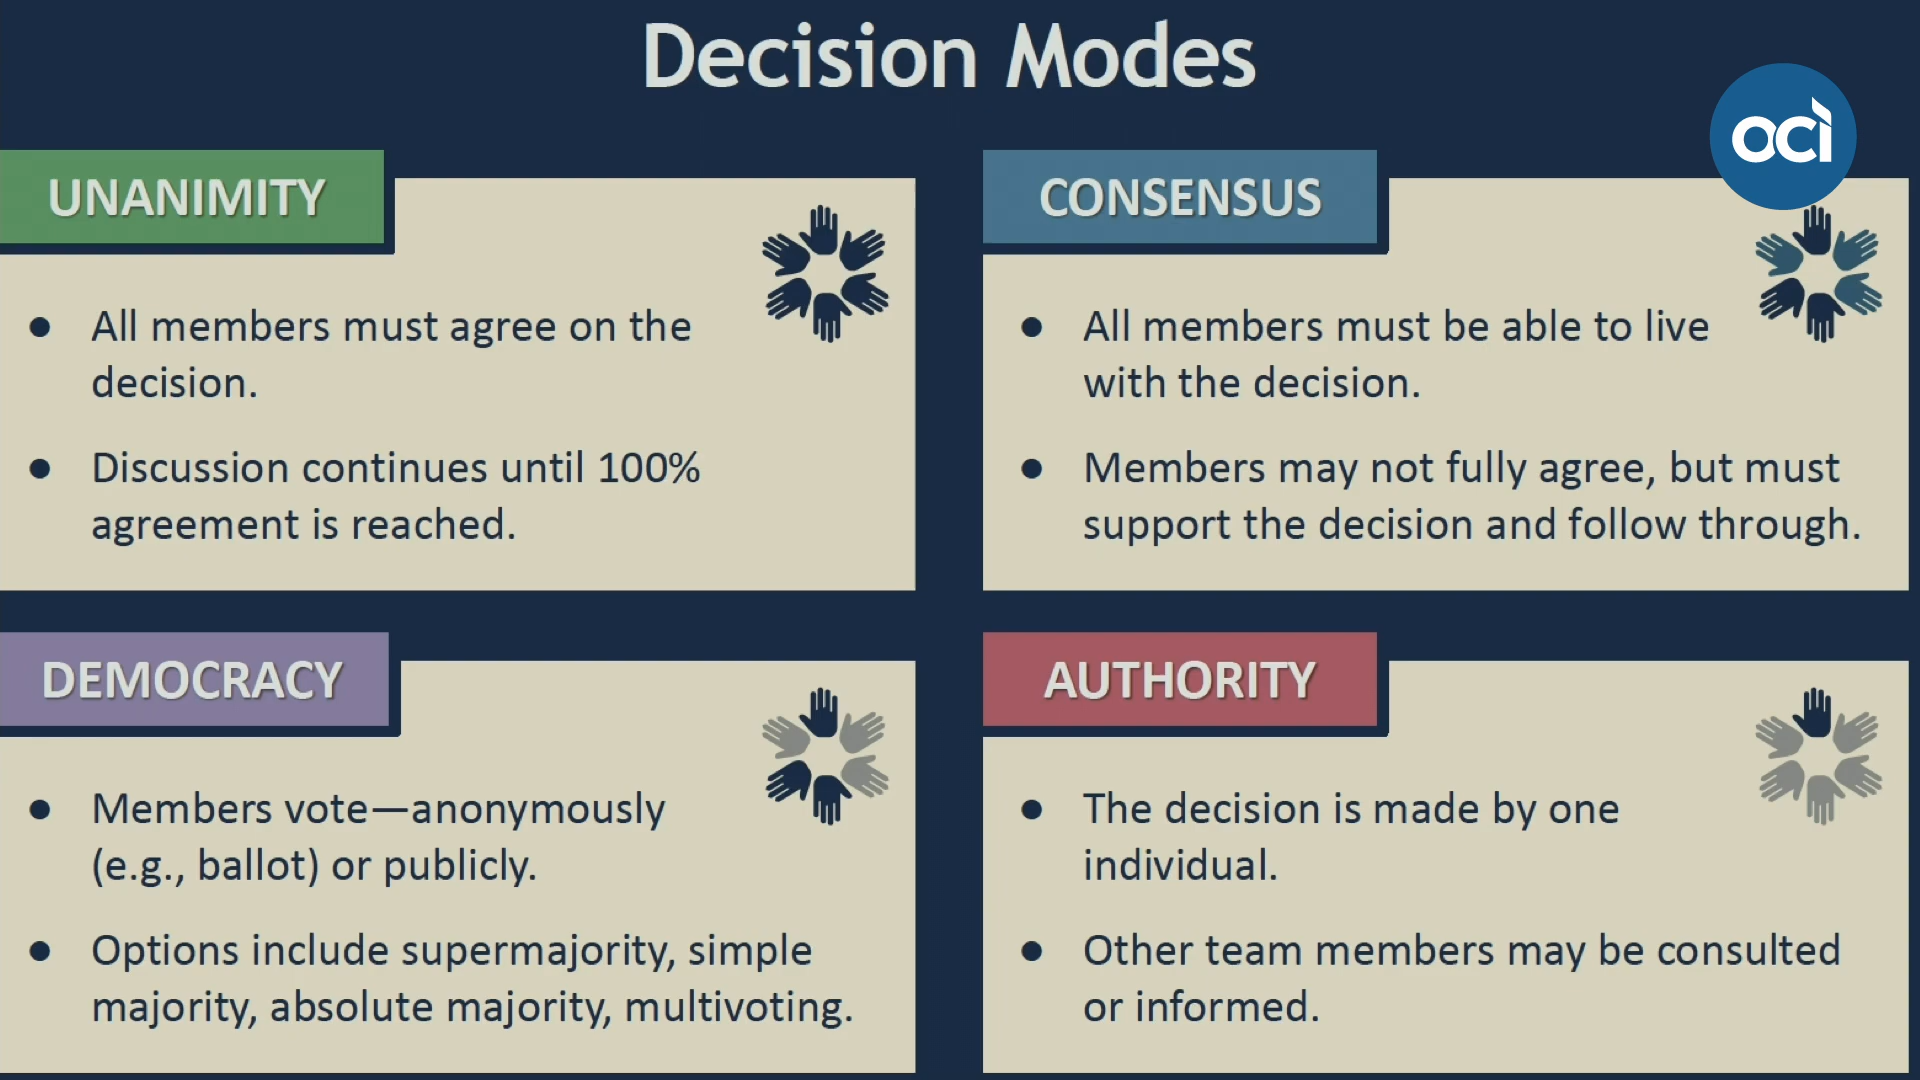 Decision Modes
oci
UNANIMITY
● All members must agree on the
decision.
● Discussion continues until 100%
agreement is reached.
CONSENSUS
● All members must be able to live
with the decision.
● Members may not fully agree, but must
support the decision and follow through.
DEMOCRACY
● Members vote—anonymously
(e.g., ballot) or publicly.
● Options include supermajority, simple
majority, absolute majority, multivoting.
AUTHORITY
● The decision is made by one
individual.
● Other team members may be consulted
or informed.